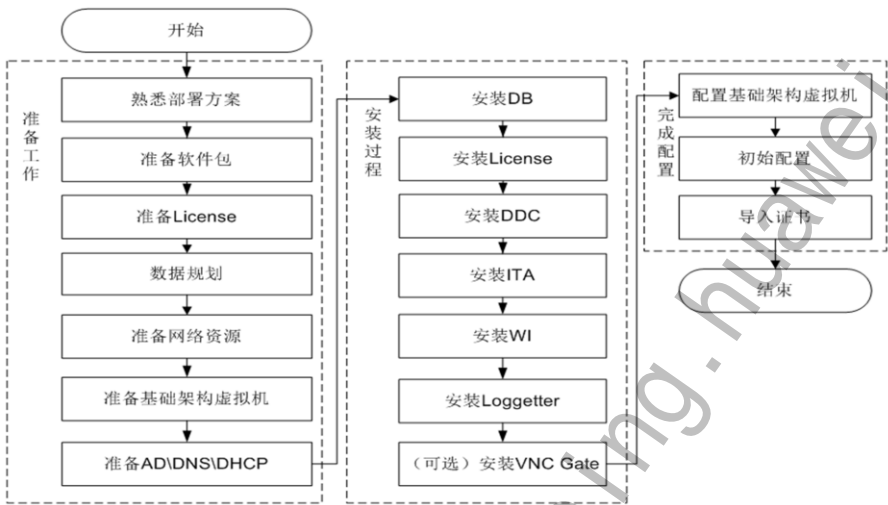 开始
准备工作
熟悉部署方案
准备软件包
准备License
数据规划
准备网络资源
准备基础架构虚拟机
准备AD\DNS\DHCP
安装过程
安装DB
安装License
安装DDC
安装ITA
安装WI
安装Loggetter
（可选）安装VNC Gate
完成配置
配置基础架构虚拟机
初始配置
导入证书
结束
ing.huawei